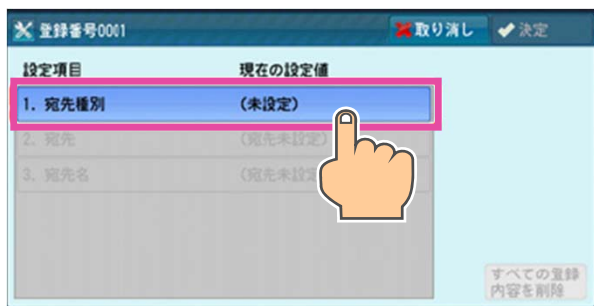 登録番号0001 取り消し 決定
設定項目 現在の設定値
1. 宛先種別 (未設定)
2. 宛先 (宛先未設定)
3. 宛先名 (宛先未設
すべての登録
内容を削除